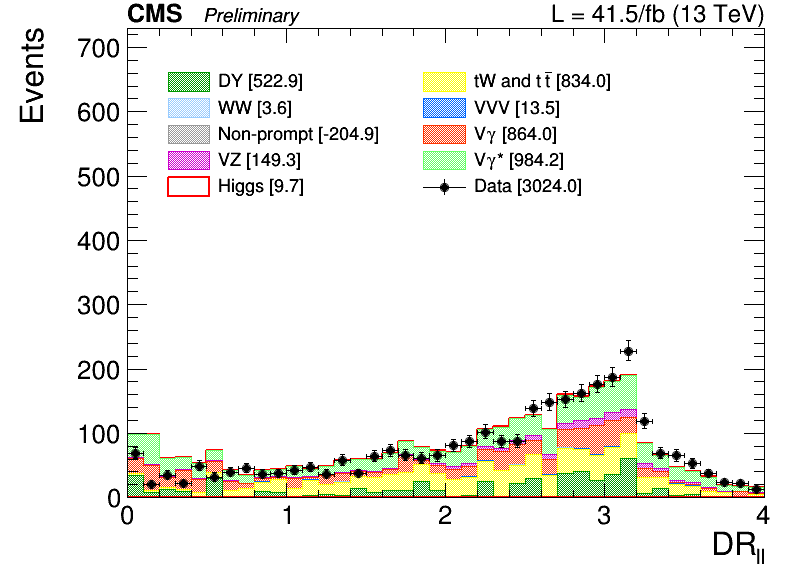 CMS Preliminary L = 41.5/fb (13 TeV)
Events
700
600
500
400
300
200
100
0
DY [522.9]
WW [3.6]
Non-prompt [-204.9]
VZ [149.3]
Higgs [9.7]
tW and tt̄ [834.0]
VVV [13.5]
Vγ [864.0]
Vγ* [984.2]
Data [3024.0]
0 1 2 3 4
DR_ll